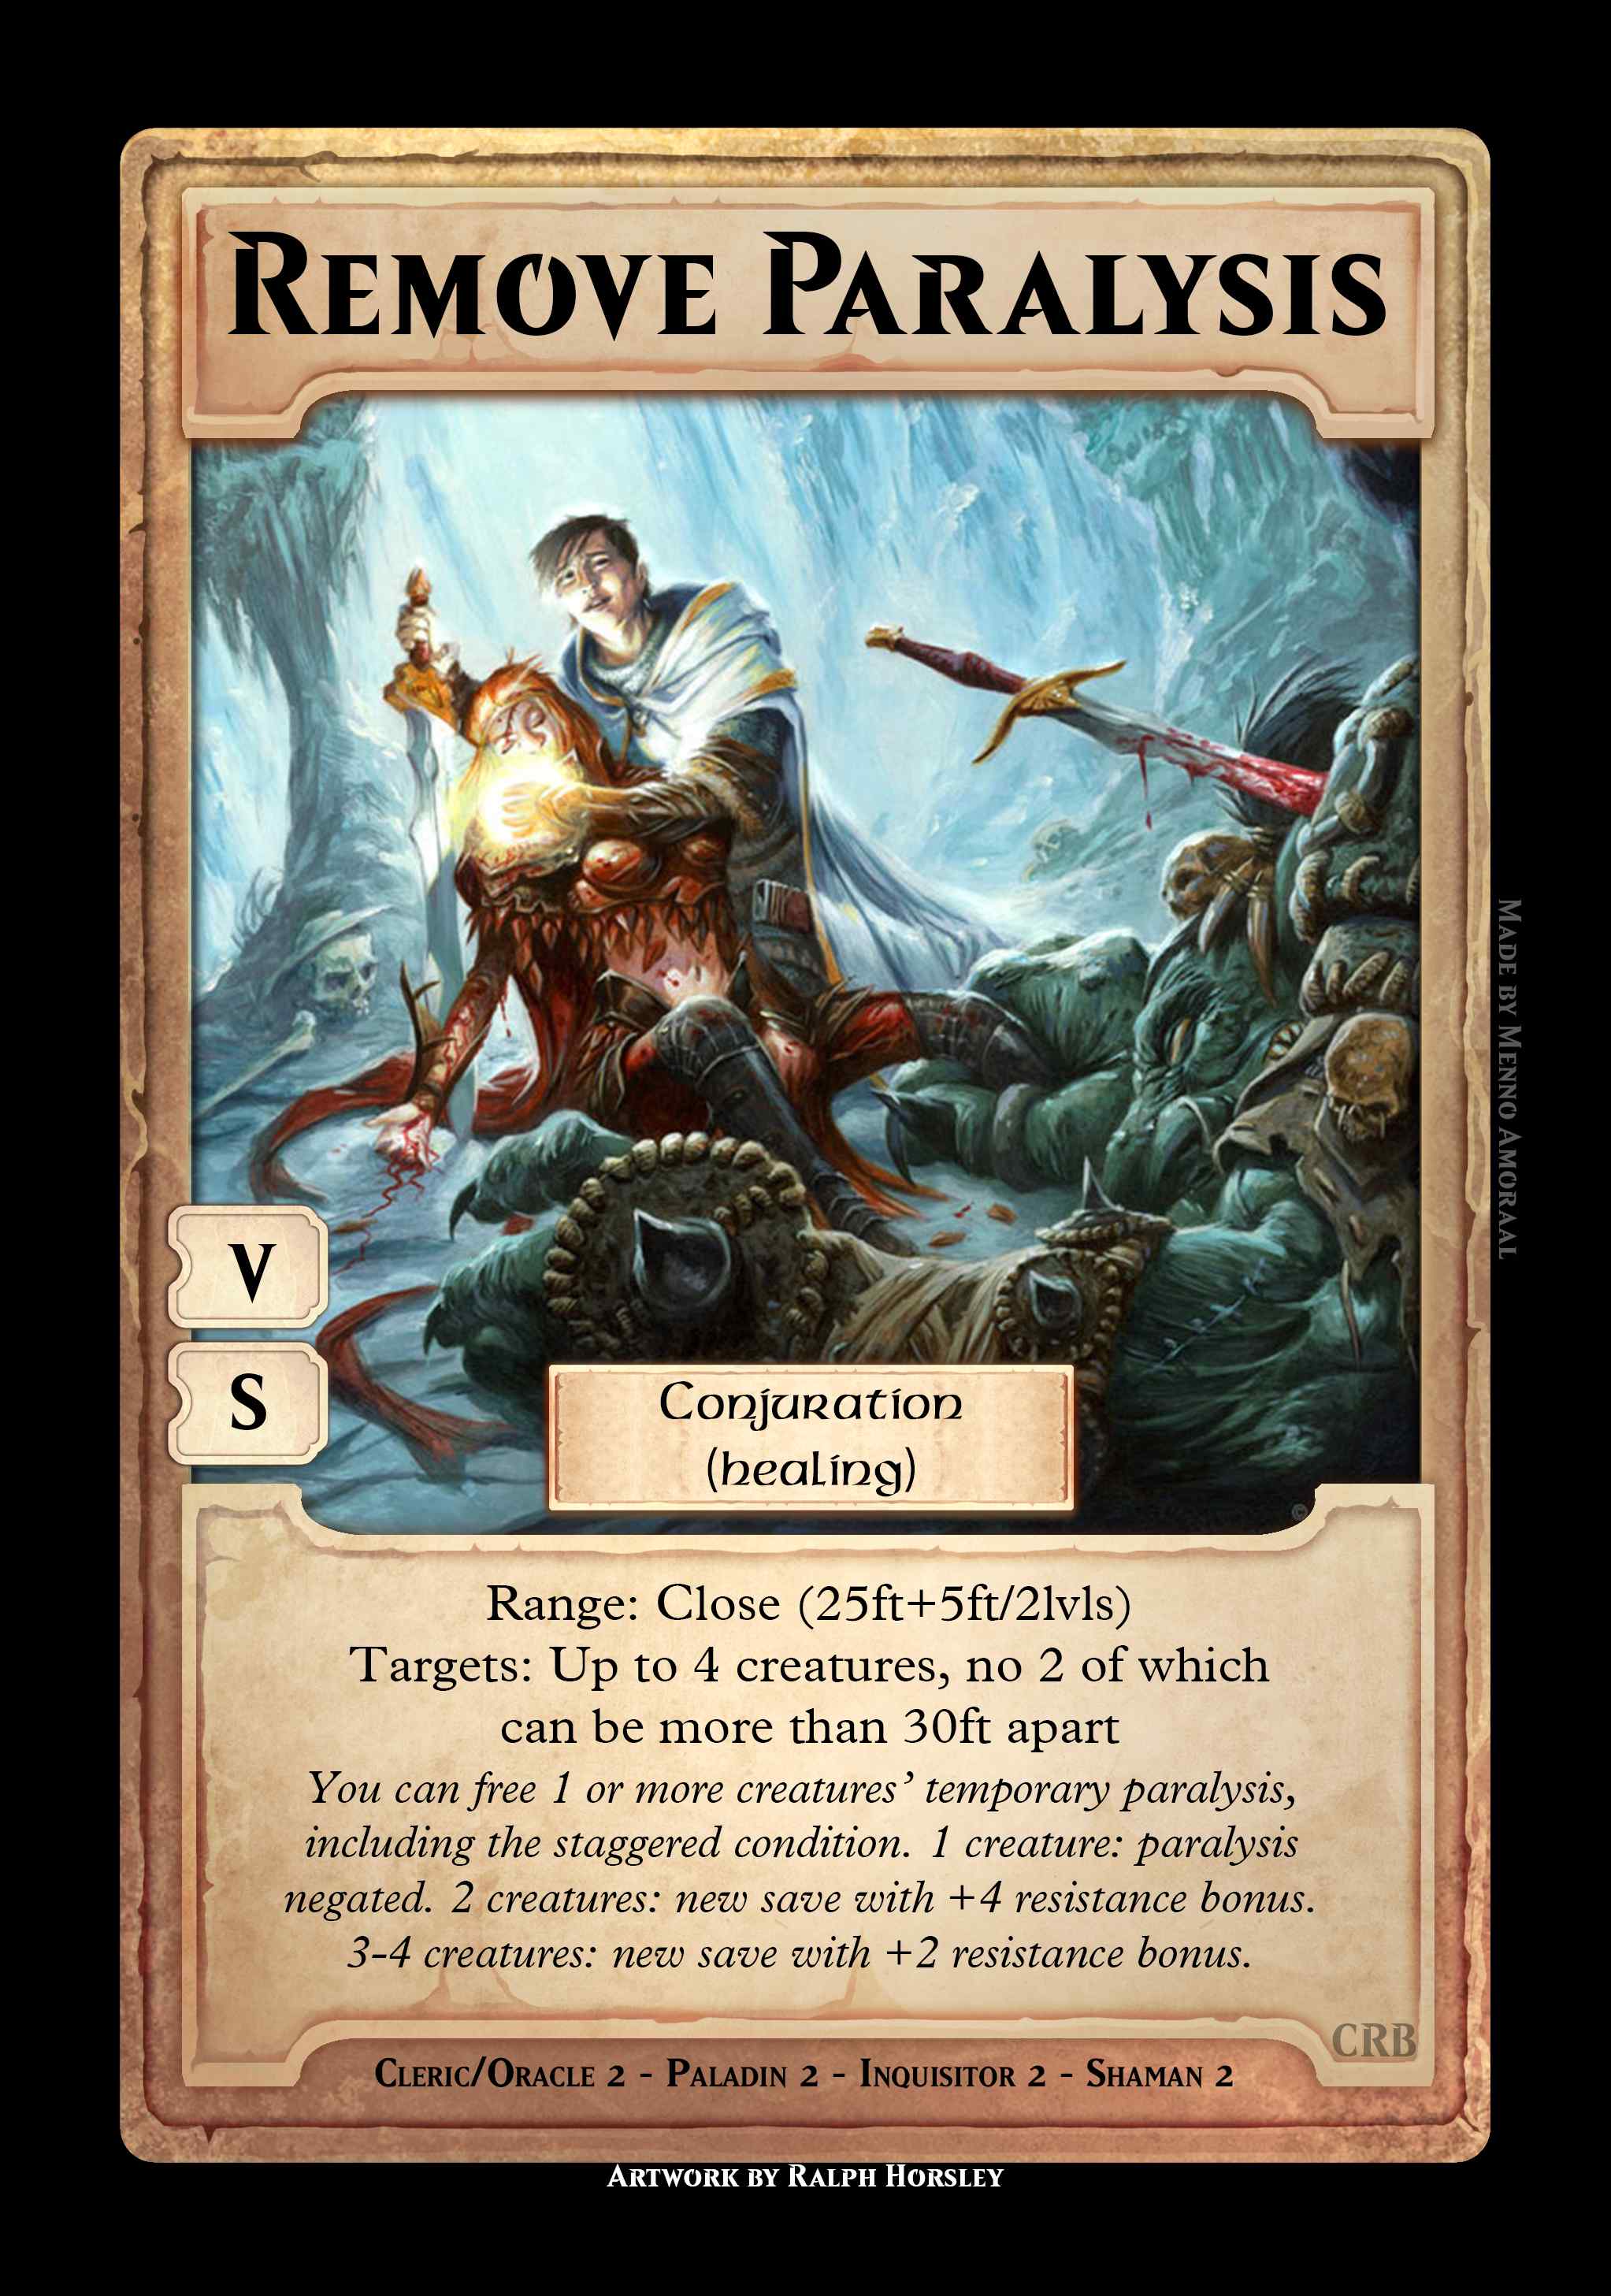 Remove Paralysis
Made by Menno Amoraal
V
S
Conjuration
(healing)
©
Range: Close (25ft+5ft/2lvls)
Targets: Up to 4 creatures, no 2 of which
can be more than 30ft apart
You can free 1 or more creatures’ temporary paralysis,
including the staggered condition. 1 creature: paralysis
negated. 2 creatures: new save with +4 resistance bonus.
3-4 creatures: new save with +2 resistance bonus.
CRB
Cleric/Oracle 2 - Paladin 2 - Inquisitor 2 - Shaman 2
Artwork by Ralph Horsley